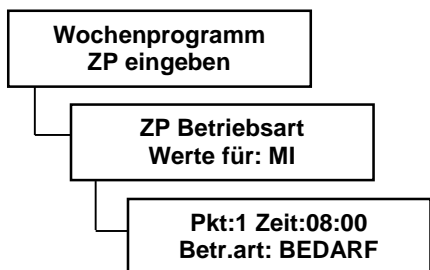 Wochenprogramm
ZP eingeben
ZP Betriebsart
Werte für: MI
Pkt:1 Zeit:08:00
Betr.art: BEDARF